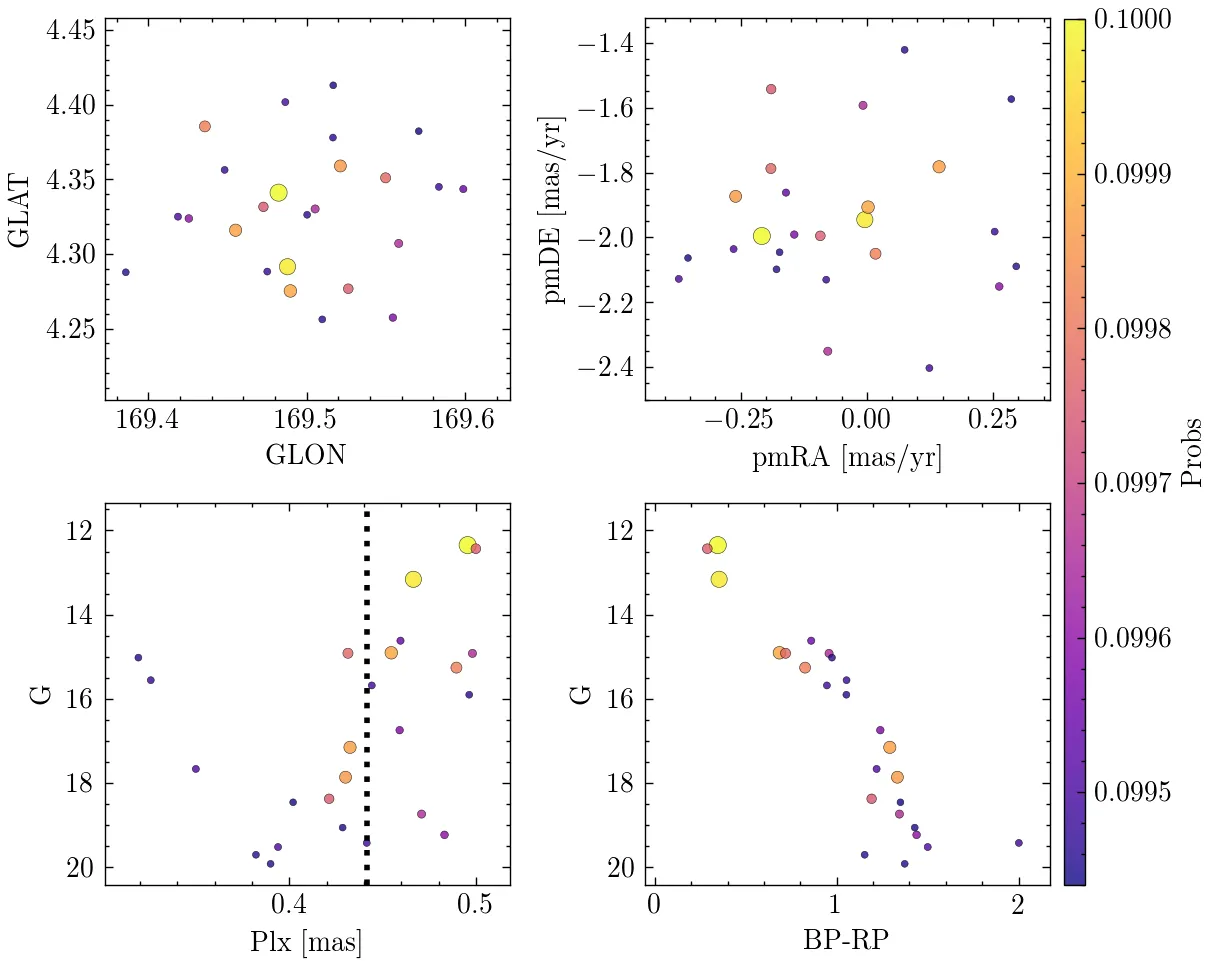 4.45
4.40
4.35
4.30
4.25
GLAT
169.4 169.5 169.6
GLON
−1.4
−1.6
−1.8
−2.0
−2.2
−2.4
pmDE [mas/yr]
−0.25 0.00 0.25
pmRA [mas/yr]
12
14
16
18
20
G
0.4 0.5
Plx [mas]
12
14
16
18
20
G
0 1 2
BP-RP
0.1000
0.0999
0.0998
0.0997
0.0996
0.0995
Probs